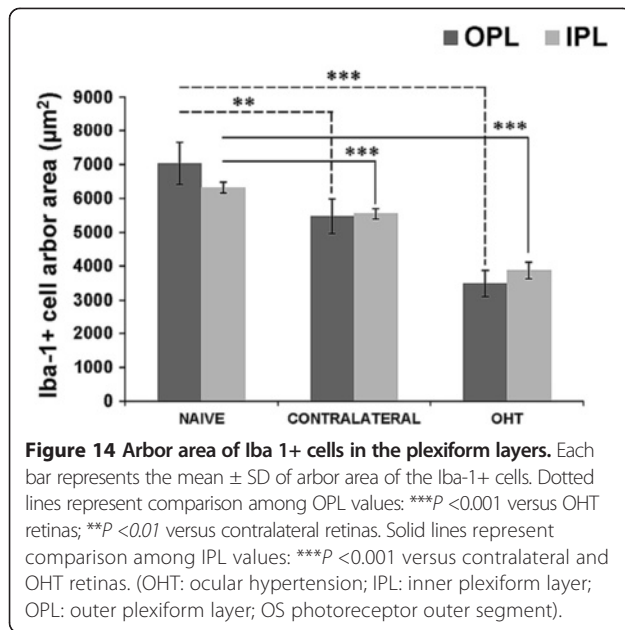 OPL IPL
***
**
***
***
Iba-1+ cell arbor area (µm²)
9000
8000
7000
6000
5000
4000
3000
2000
1000
0
NAIVE CONTRALATERAL OHT
Figure 14 Arbor area of Iba 1+ cells in the plexiform layers. Each
bar represents the mean ± SD of arbor area of the Iba-1+ cells. Dotted
lines represent comparison among OPL values: ***P <0.001 versus OHT
retinas; **P <0.01 versus contralateral retinas. Solid lines represent
comparison among IPL values: ***P <0.001 versus contralateral and
OHT retinas. (OHT: ocular hypertension; IPL: inner plexiform layer;
OPL: outer plexiform layer; OS photoreceptor outer segment).